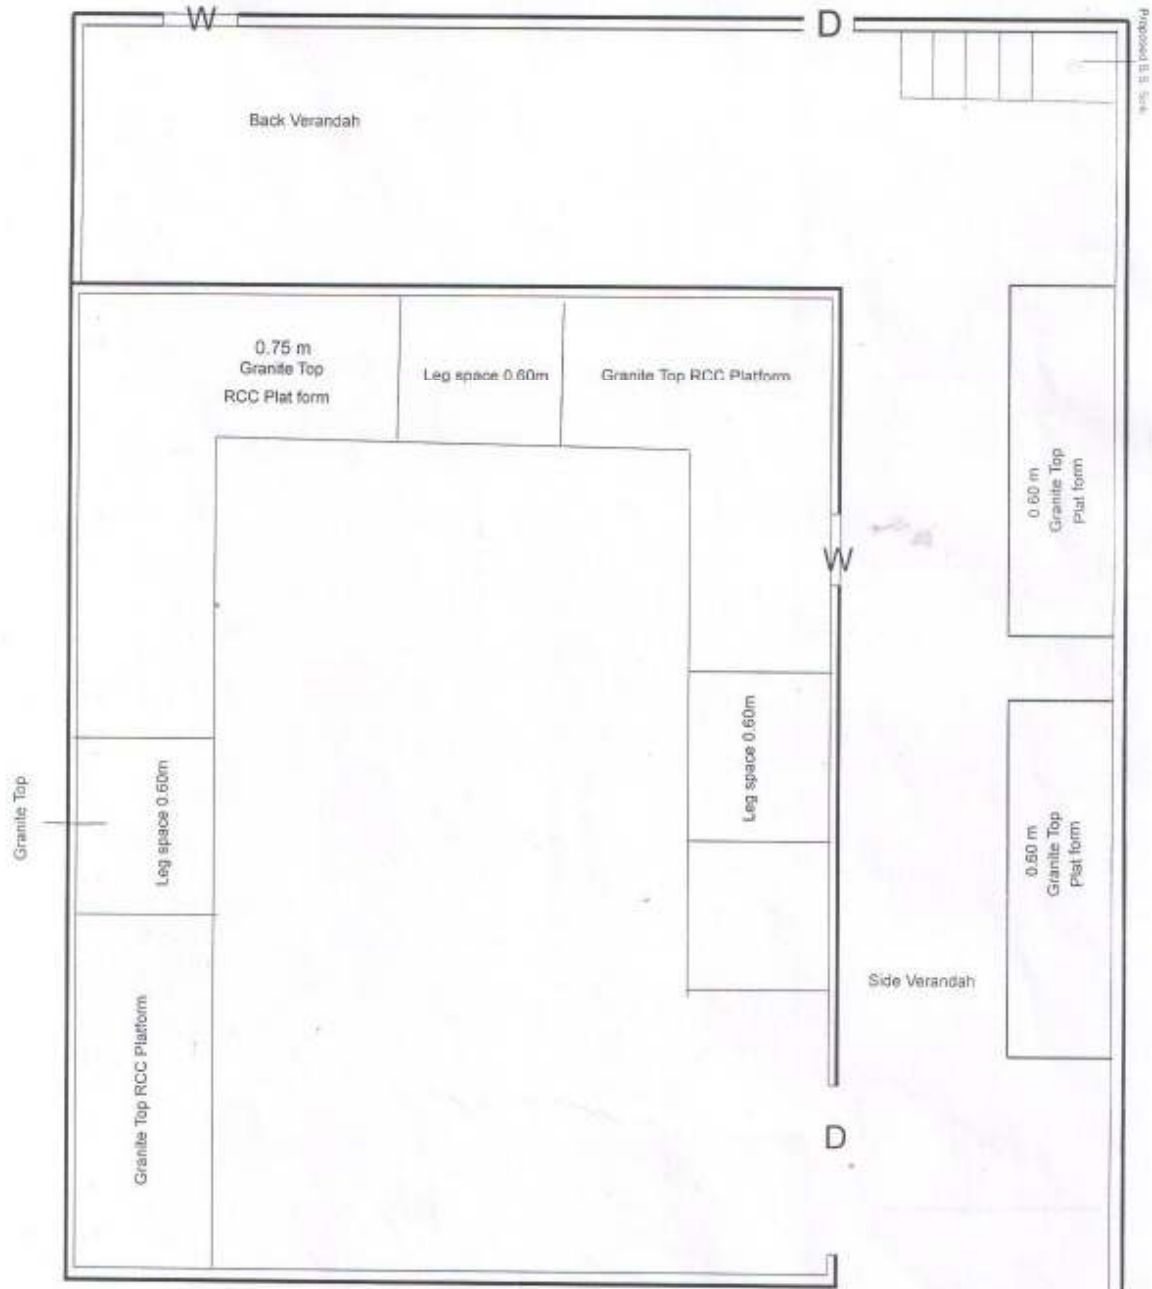 W
D
Proposed S.S. Sink
Back Verandah
0.75 m
Granite Top
RCC Plat form
Leg space 0.60m
Granite Top RCC Platform
0.60 m
Granite Top
Plat form
W
Leg space 0.60m
Granite Top
Leg space 0.60m
0.60 m
Granite Top
Plat form
Side Verandah
Granite Top RCC Platform
D